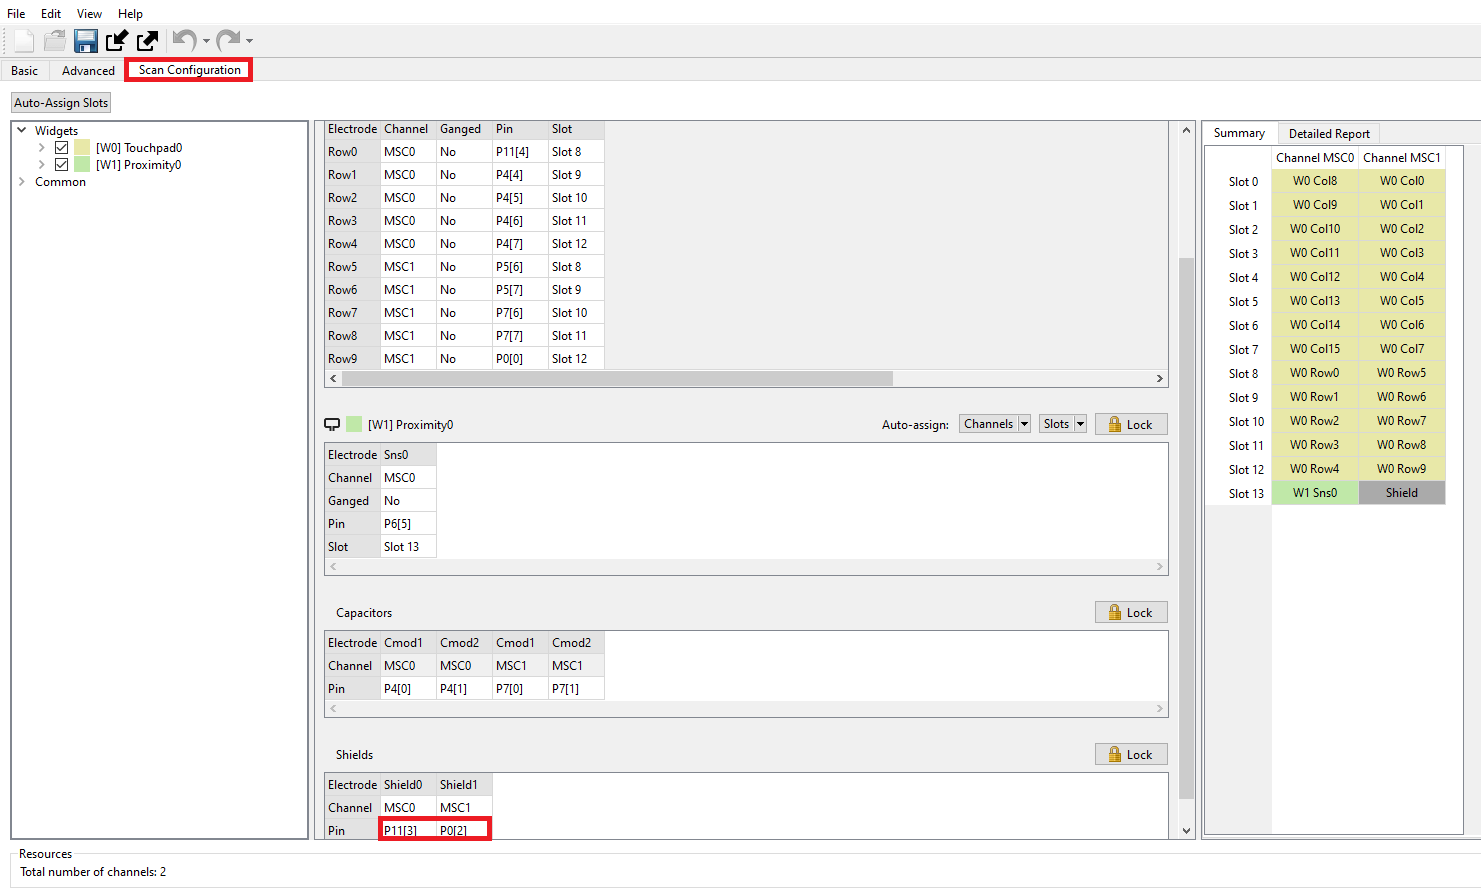 File Edit View Help
Basic Advanced Scan Configuration
Auto-Assign Slots
Widgets
[W0] Touchpad0
[W1] Proximity0
Common
Electrode Channel Ganged Pin Slot
Row0 MSC0 No P11[4] Slot 8
Row1 MSC0 No P4[4] Slot 9
Row2 MSC0 No P4[5] Slot 10
Row3 MSC0 No P4[6] Slot 11
Row4 MSC0 No P4[7] Slot 12
Row5 MSC1 No P5[6] Slot 8
Row6 MSC1 No P5[7] Slot 9
Row7 MSC1 No P7[6] Slot 10
Row8 MSC1 No P7[7] Slot 11
Row9 MSC1 No P0[0] Slot 12
[W1] Proximity0 Auto-assign: Channels Slots Lock
Electrode Sns0
Channel MSC0
Ganged No
Pin P6[5]
Slot Slot 13
Capacitors Lock
Electrode Cmod1 Cmod2 Cmod1 Cmod2
Channel MSC0 MSC0 MSC1 MSC1
Pin P4[0] P4[1] P7[0] P7[1]
Shields Lock
Electrode Shield0 Shield1
Channel MSC0 MSC1
Pin P11[3] P0[2]
Summary Detailed Report
Channel MSC0 Channel MSC1
Slot 0 W0 Col8 W0 Col0
Slot 1 W0 Col9 W0 Col1
Slot 2 W0 Col10 W0 Col2
Slot 3 W0 Col11 W0 Col3
Slot 4 W0 Col12 W0 Col4
Slot 5 W0 Col13 W0 Col5
Slot 6 W0 Col14 W0 Col6
Slot 7 W0 Col15 W0 Col7
Slot 8 W0 Row0 W0 Row5
Slot 9 W0 Row1 W0 Row6
Slot 10 W0 Row2 W0 Row7
Slot 11 W0 Row3 W0 Row8
Slot 12 W0 Row4 W0 Row9
Slot 13 W1 Sns0 Shield
Resources
Total number of channels: 2